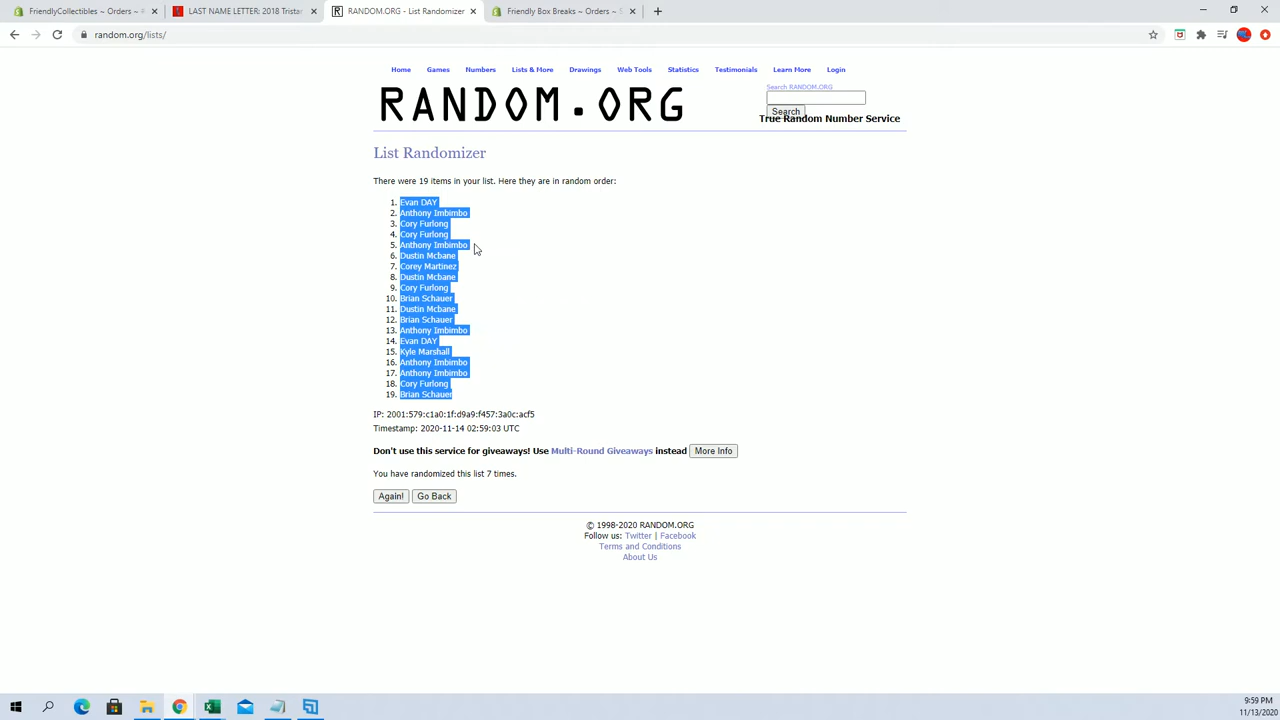 FriendlyCollectibles ~ Orders ~ S
LAST NAME LETTER: 2018 Trista
RANDOM.ORG - List Randomizer
Friendly Box Breaks ~ Orders ~ S
random.org/lists/
Home Games Numbers Lists & More Drawings Web Tools Statistics Testimonials Learn More Login
RANDOM.ORG
Search RANDOM.ORG
Search
True Random Number Service
List Randomizer
There were 19 items in your list. Here they are in random order:
1. Evan DAY
2. Anthony Imbimbo
3. Cory Furlong
4. Cory Furlong
5. Anthony Imbimbo
6. Dustin Mcbane
7. Corey Martinez
8. Dustin Mcbane
9. Cory Furlong
10. Brian Schauer
11. Dustin Mcbane
12. Brian Schauer
13. Anthony Imbimbo
14. Evan DAY
15. Kyle Marshall
16. Anthony Imbimbo
17. Anthony Imbimbo
18. Cory Furlong
19. Brian Schauer
IP: 2001:579:c1a0:1f:d9a9:f457:3a0c:acf5
Timestamp: 2020-11-14 02:59:03 UTC
Don't use this service for giveaways! Use Multi-Round Giveaways instead More Info
You have randomized this list 7 times.
Again! Go Back
© 1998-2020 RANDOM.ORG
Follow us: Twitter | Facebook
Terms and Conditions
About Us
9:59 PM
11/13/2020